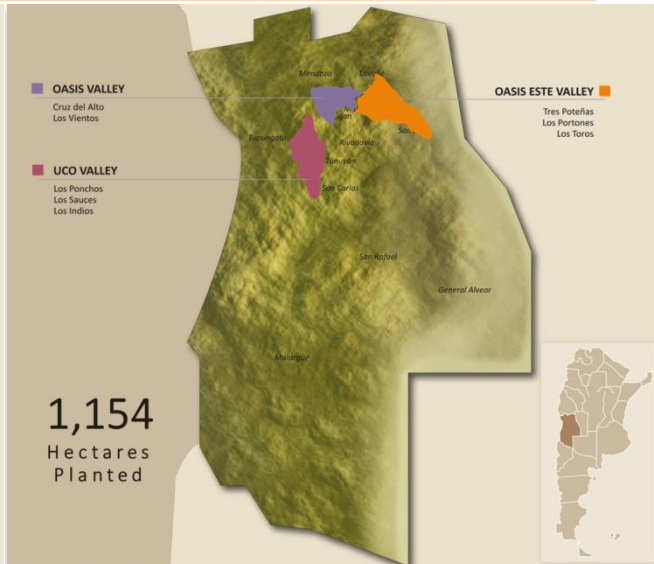 OASIS VALLEY
Cruz del Alto
Los Vientos
UCO VALLEY
Los Ponchos
Los Sauces
Los Indios
OASIS ESTE VALLEY
Tres Poteñas
Los Portones
Los Toros
Mendoza
Tupungato
Rivadavia
Tunuyán
San Carlos
San Rafael
General Alvear
Malargüe
1,154
Hectares
Planted